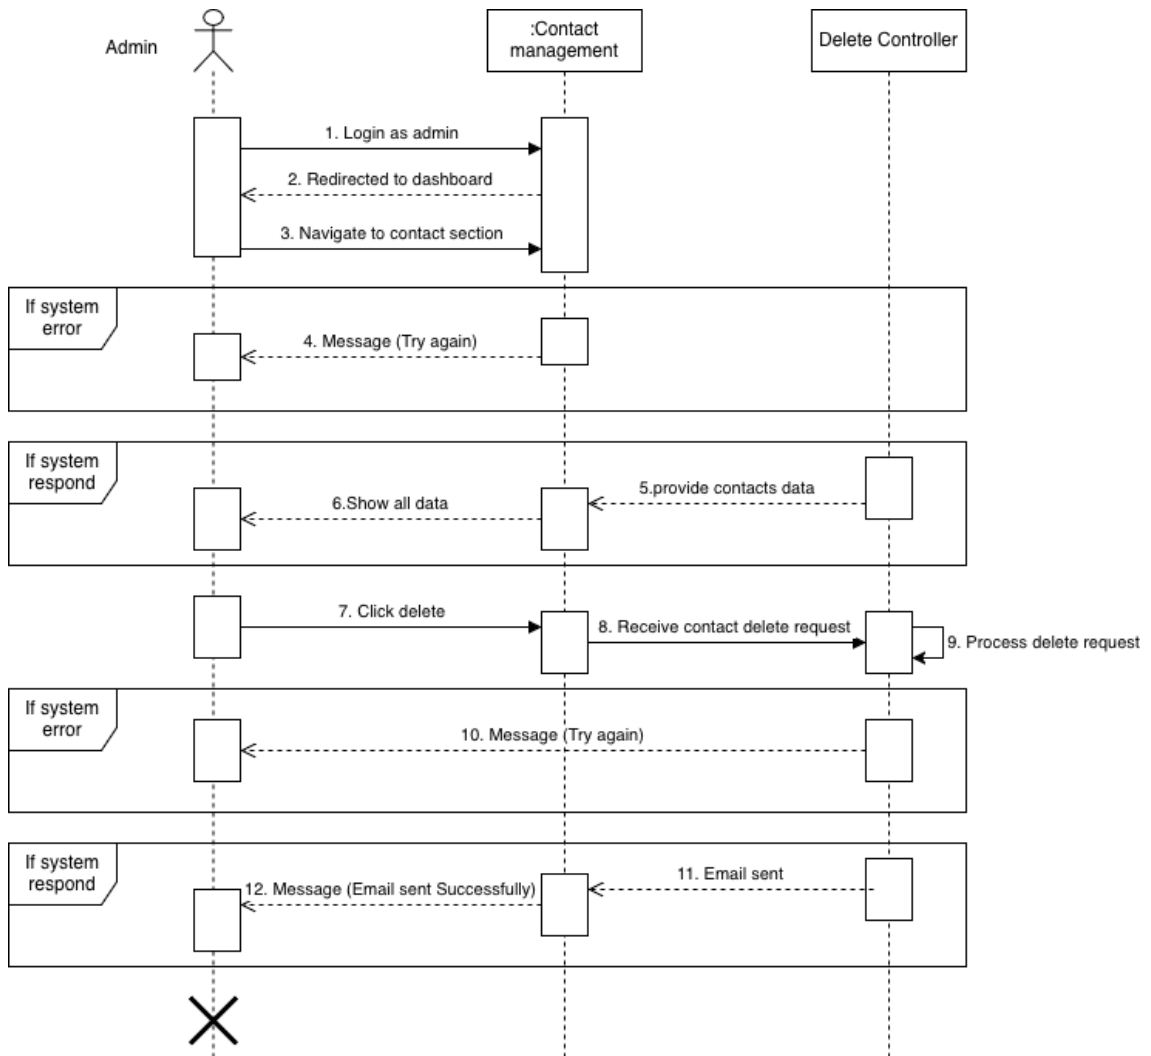 Admin
:Contact
management
Delete Controller
1. Login as admin
2. Redirected to dashboard
3. Navigate to contact section
If system
error
4. Message (Try again)
If system
respond
5.provide contacts data
6.Show all data
7. Click delete
8. Receive contact delete request
9. Process delete request
If system
error
10. Message (Try again)
If system
respond
11. Email sent
12. Message (Email sent Successfully)